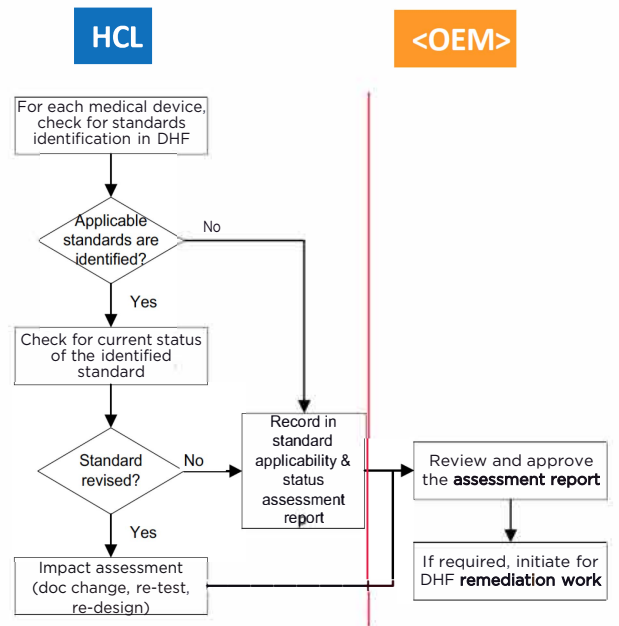 HCL
<OEM>
For each medical device,
check for standards
identification in DHF
Applicable
standards are
identified?
No
Yes
Check for current status
of the identified
standard
Standard
revised?
No
Record in
standard
applicability &
status
assessment
report
Review and approve
the assessment report
Yes
Impact assessment
(doc change, re-test,
re-design)
If required, initiate for
DHF remediation work